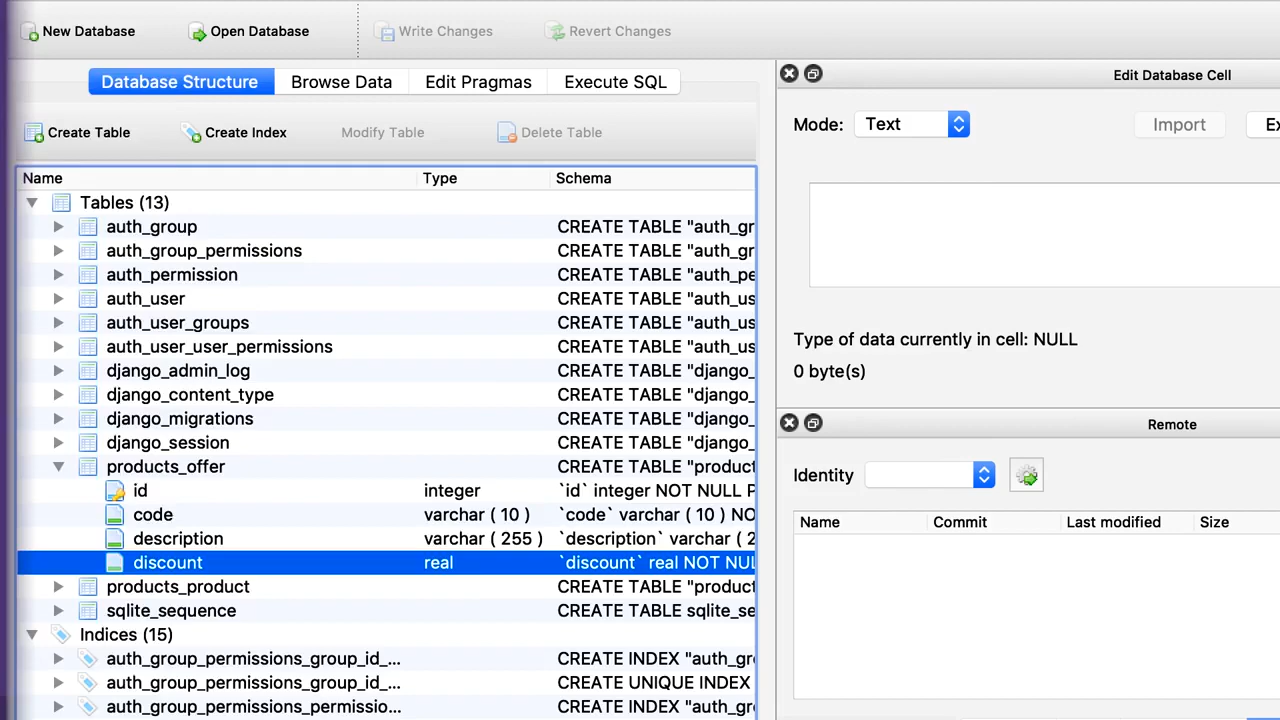 New Database Open Database Write Changes Revert Changes
Database Structure Browse Data Edit Pragmas Execute SQL
Create Table Create Index Modify Table Delete Table
Name Type Schema
Tables (13)
auth_group CREATE TABLE "auth_gr
auth_group_permissions CREATE TABLE "auth_gr
auth_permission CREATE TABLE "auth_pe
auth_user CREATE TABLE "auth_us
auth_user_groups CREATE TABLE "auth_us
auth_user_user_permissions CREATE TABLE "auth_us
django_admin_log CREATE TABLE "django_
django_content_type CREATE TABLE "django_
django_migrations CREATE TABLE "django_
django_session CREATE TABLE "django_
products_offer CREATE TABLE "product
id integer `id` integer NOT NULL P
code varchar ( 10 ) `code` varchar ( 10 ) NO
description varchar ( 255 ) `description` varchar ( 2
discount real `discount` real NOT NUL
products_product CREATE TABLE "product
sqlite_sequence CREATE TABLE sqlite_se
Indices (15)
auth_group_permissions_group_id_... CREATE INDEX "auth_gr
auth_group_permissions_group_id_... CREATE UNIQUE INDEX
auth_group_permissions_permissio... CREATE INDEX "auth_gr
Edit Database Cell
Mode: Text Import Ex
Type of data currently in cell: NULL
0 byte(s)
Remote
Identity
Name Commit Last modified Size